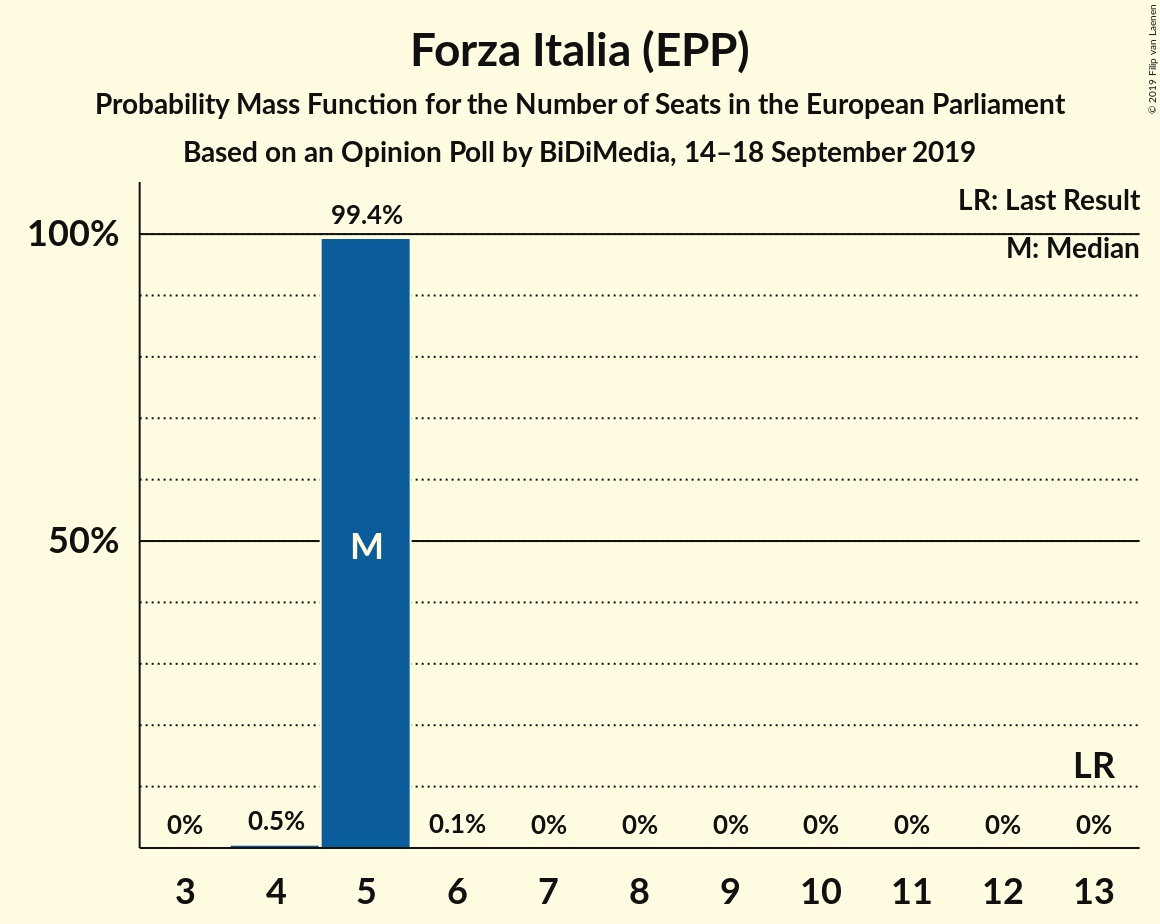 Forza Italia (EPP)
Probability Mass Function for the Number of Seats in the European Parliament
Based on an Opinion Poll by BiDiMedia, 14–18 September 2019
© 2019 Filip van Laenen
LR: Last Result
M: Median
99.4%
100%
50%
M
LR
0% 0.5% 0.1% 0% 0% 0% 0% 0% 0% 0%
3 4 5 6 7 8 9 10 11 12 13